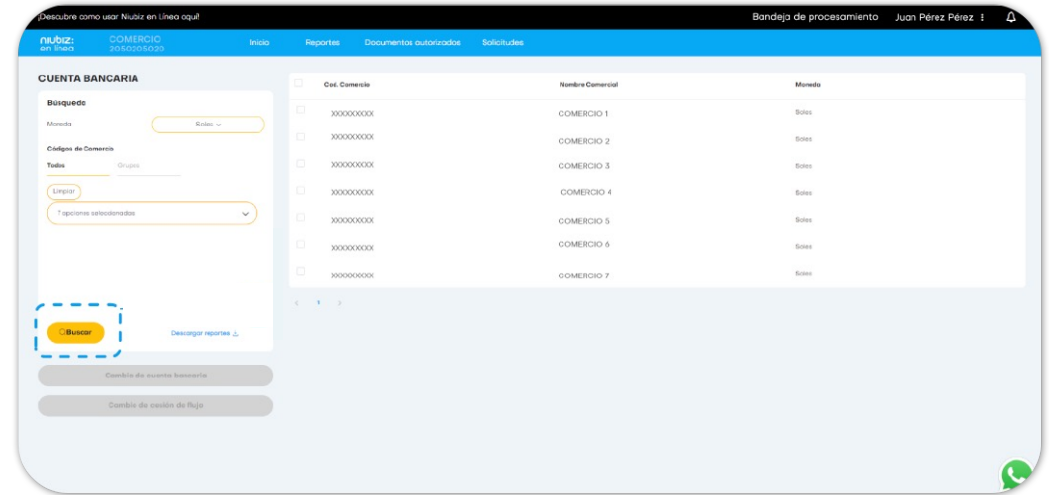 ¡Descubre como usar Niubiz en Línea aquí!
Bandeja de procesamiento
Juan Pérez Pérez
niubiz:
en línea
COMERCIO
2050205020
Inicio
Reportes
Documentos autorizados
Solicitudes
CUENTA BANCARIA
Búsqueda
Moneda
Soles
Códigos de Comercio
Todos
Grupos
Limpiar
7 opciones seleccionadas
Buscar
Descargar reportes
Cambio de cuenta bancaria
Cambio de cesión de flujo
Cod. Comercio
Nombre Comercial
Moneda
XXXXXXXXX
COMERCIO 1
Soles
XXXXXXXXX
COMERCIO 2
Soles
XXXXXXXXX
COMERCIO 3
Soles
XXXXXXXXX
COMERCIO 4
Soles
XXXXXXXXX
COMERCIO 5
Soles
XXXXXXXXX
COMERCIO 6
Soles
XXXXXXXXX
COMERCIO 7
Soles
< 1 >